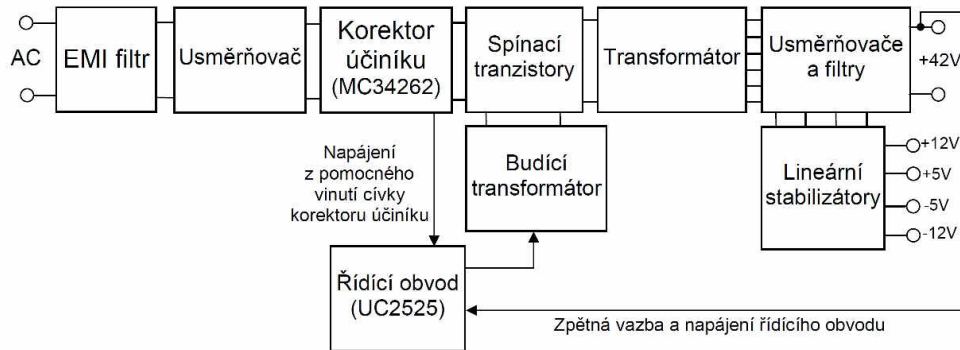 AC
EMI filtr
Usměrňovač
Korektor
účiníku
(MC34262)
Spínací
tranzistory
Transformátor
Usměrňovače
a filtry
+42V
Napájení
z pomocného
vinutí cívky
korektoru účiníku
Budící
transformátor
Lineární
stabilizátory
+12V
+5V
-5V
-12V
Řídící obvod
(UC2525)
Zpětná vazba a napájení řídícího obvodu